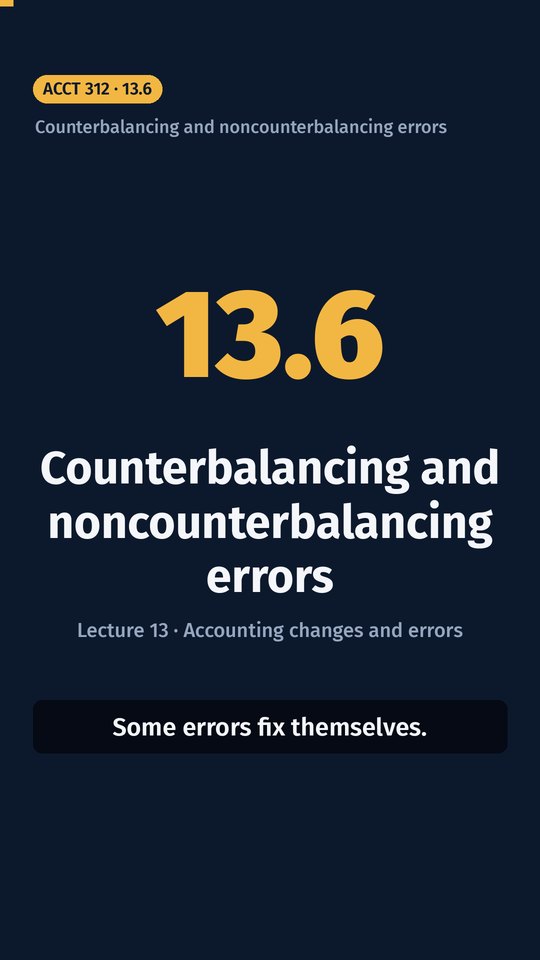 ACCT 312 · 13.6
Counterbalancing and noncounterbalancing errors
13.6
Counterbalancing and
noncounterbalancing
errors
Lecture 13 · Accounting changes and errors
Some errors fix themselves.